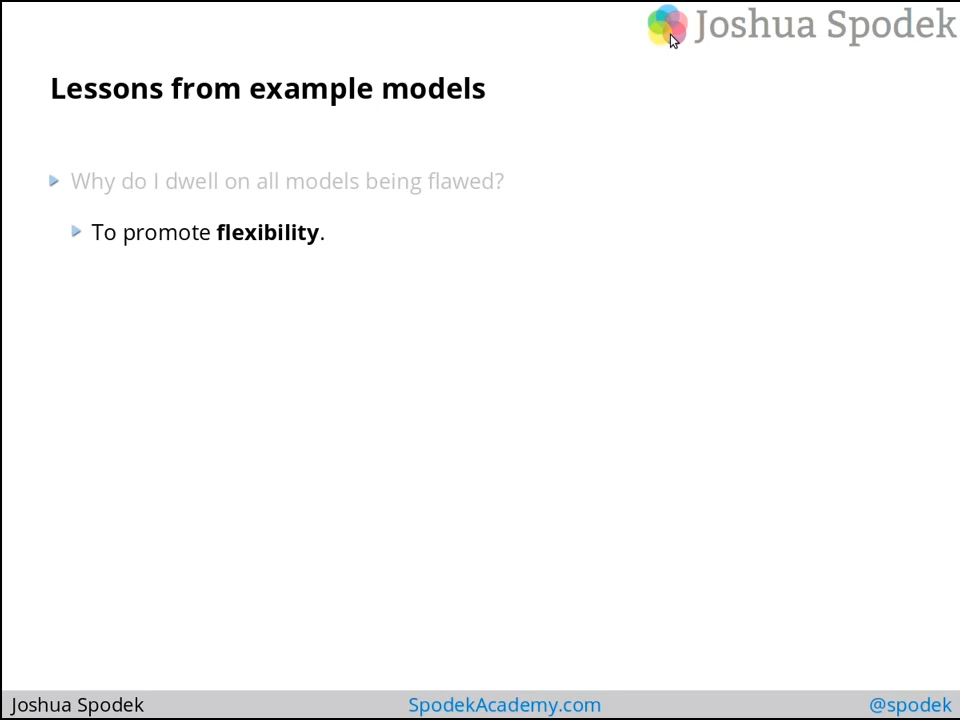 Joshua Spodek
Lessons from example models
Why do I dwell on all models being flawed?
To promote flexibility.
Joshua Spodek SpodekAcademy.com @spodek